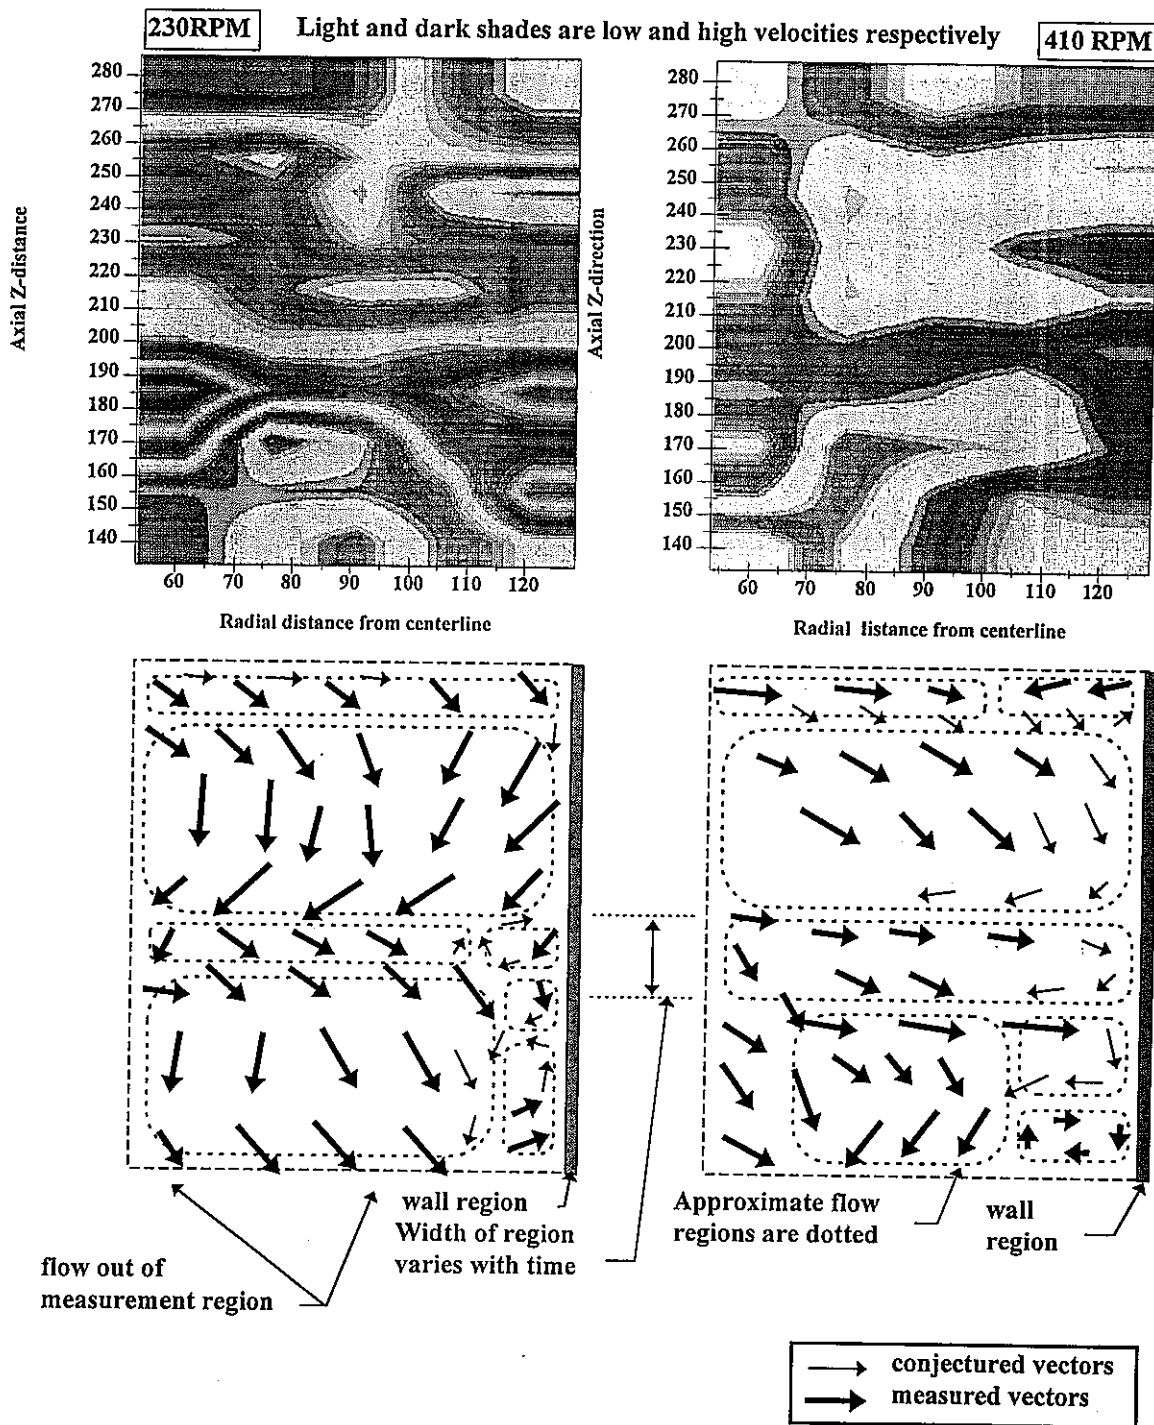 230RPM
Light and dark shades are low and high velocities respectively
410 RPM
Axial Z-distance
280
270
260
250
240
230
220
210
200
190
180
170
160
150
140
60 70 80 90 100 110 120
Radial distance from centerline
Axial Z-direction
280
270
260
250
240
230
220
210
200
190
180
170
160
150
140
60 70 80 90 100 110 120
Radial listance from centerline
wall region
Width of region
varies with time
Approximate flow
regions are dotted
wall
region
flow out of
measurement region
conjectured vectors
measured vectors